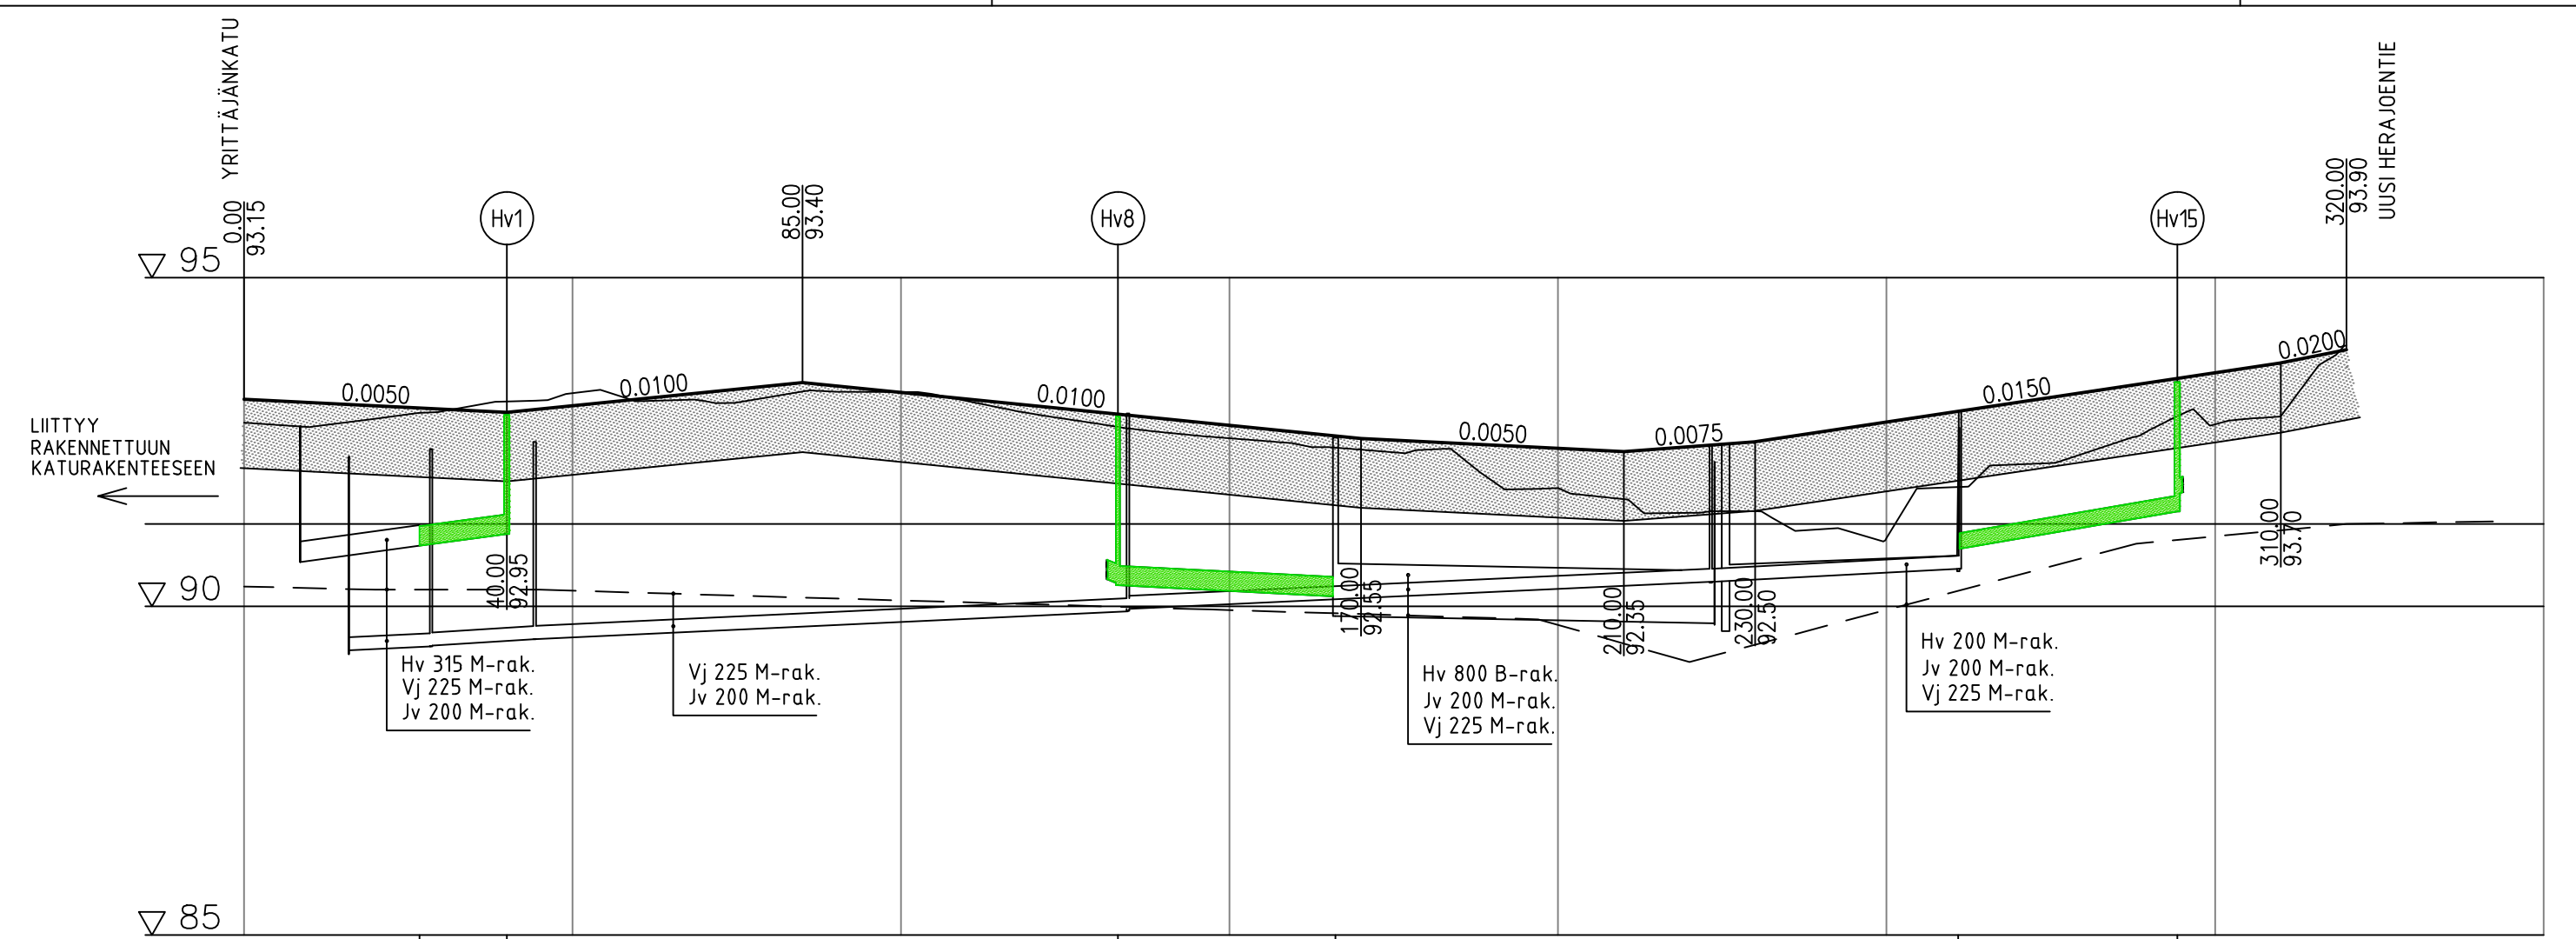 YRITTÄJÄNKATU
0.00
93.15
Hv1
85.00
93.40
Hv8
Hv15
320.00
93.90
UUSI HERAJOENTIE
95
0.0050
0.0100
0.0100
0.0050
0.0075
0.0150
0.0200
LIITTYY
RAKENNETTUUN
KATURAKENTEESEEN
90
40.00
92.95
170.00
92.55
210.00
92.35
230.00
92.50
310.00
93.70
Hv 315 M-rak.
Vj 225 M-rak.
Jv 200 M-rak.
Vj 225 M-rak.
Jv 200 M-rak.
Hv 800 B-rak.
Jv 200 M-rak.
Vj 225 M-rak.
Hv 200 M-rak.
Jv 200 M-rak.
Vj 225 M-rak.
85